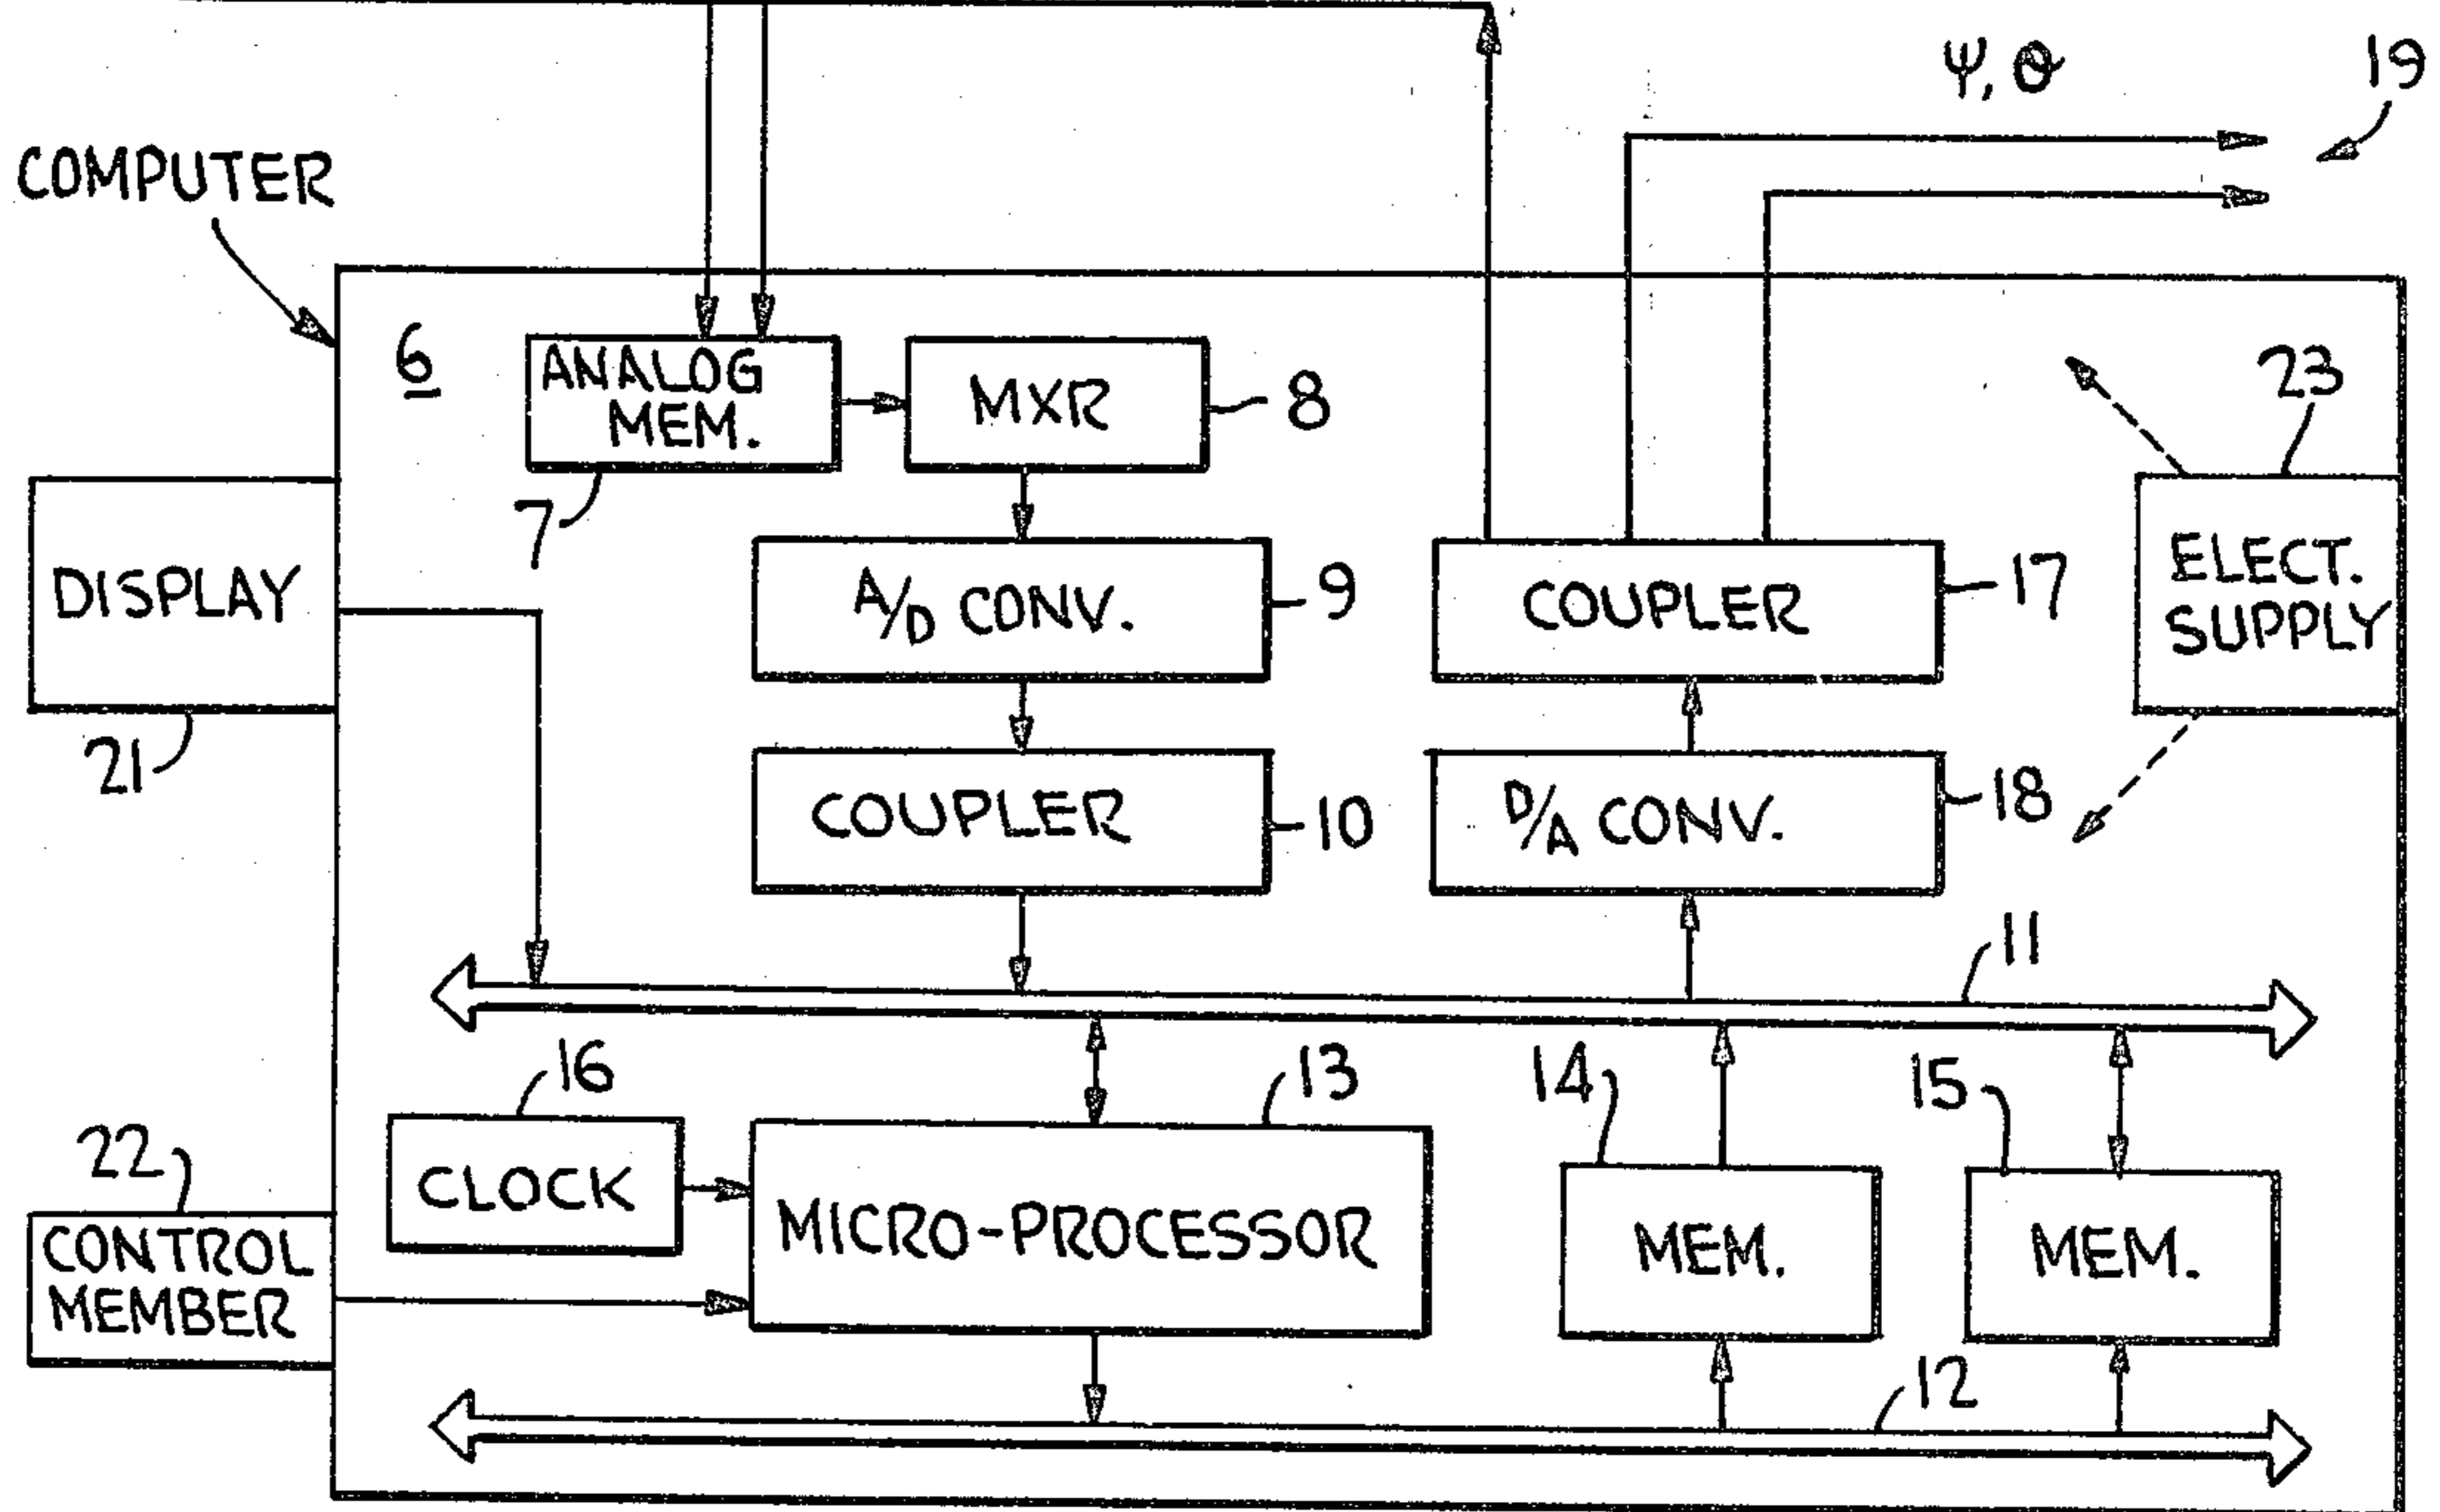 ψ, θ
19
COMPUTER
6
ANALOG
MEM.
MXR
8
23
7
DISPLAY
A/D CONV.
9
COUPLER
17
ELECT.
SUPPLY
21
COUPLER
10
D/A CONV.
18
11
16
13
14
15
22
CLOCK
CONTROL
MEMBER
MICRO-PROCESSOR
MEM.
MEM.
12